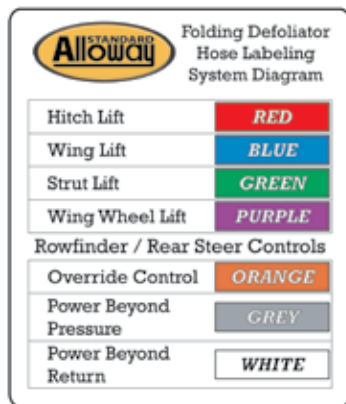 STANDARD
Alloway
Folding Defoliator
Hose Labeling
System Diagram
Hitch Lift RED
Wing Lift BLUE
Strut Lift GREEN
Wing Wheel Lift PURPLE
Rowfinder / Rear Steer Controls
Override Control ORANGE
Power Beyond
Pressure GREY
Power Beyond
Return WHITE